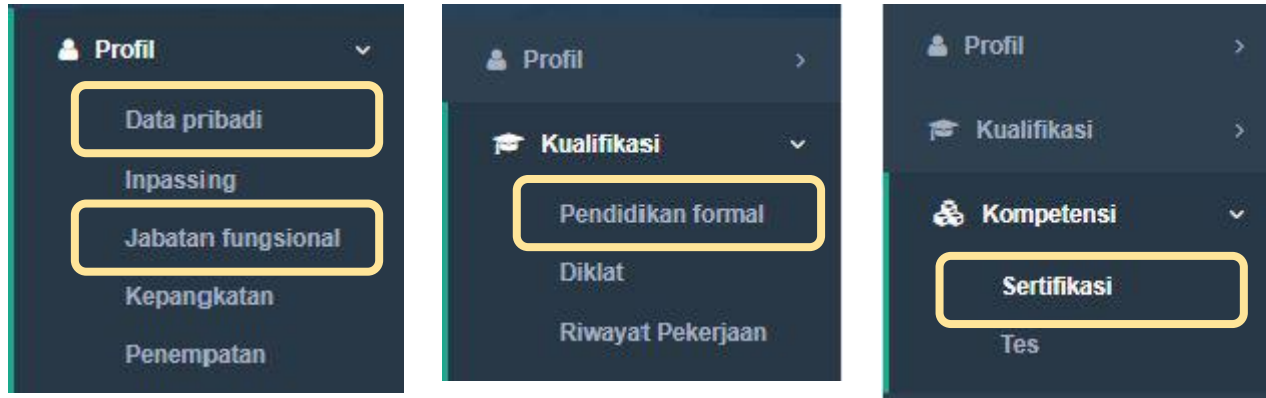 Profil
Data pribadi
Inpassing
Jabatan fungsional
Kepangkatan
Penempatan
Profil
Kualifikasi
Pendidikan formal
Diklat
Riwayat Pekerjaan
Profil
Kualifikasi
Kompetensi
Sertifikasi
Tes